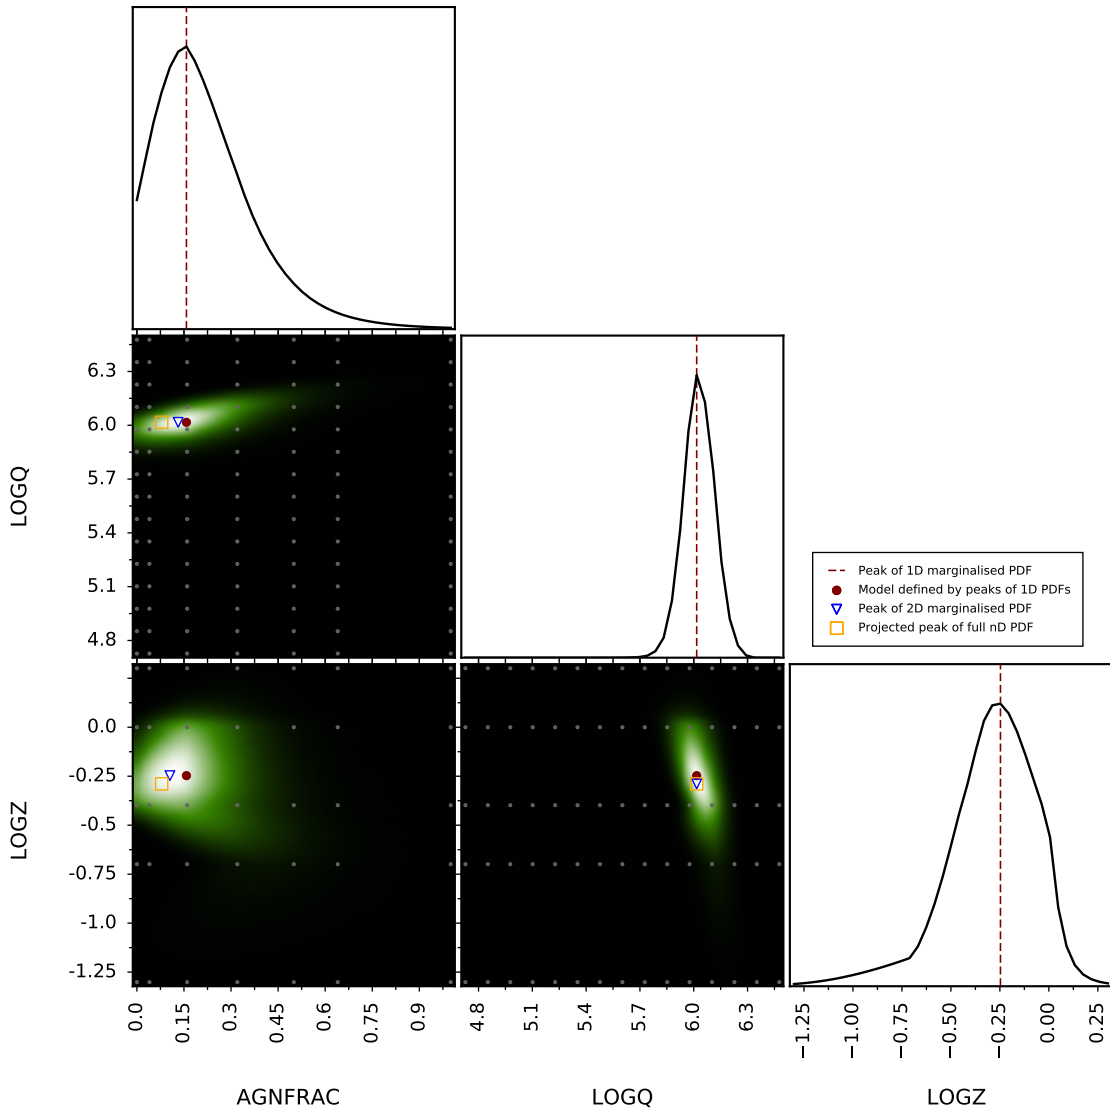 6.3
6.0
5.7
5.4
5.1
4.8
LOGQ
Peak of 1D marginalised PDF
Model defined by peaks of 1D PDFs
Peak of 2D marginalised PDF
Projected peak of full nD PDF
0.0
-0.25
-0.5
-0.75
-1.0
-1.25
LOGZ
0.0 0.15 0.3 0.45 0.6 0.75 0.9
4.8 5.1 5.4 5.7 6.0 6.3
−1.25 −1.00 −0.75 −0.50 −0.25 0.00 0.25
AGNFRAC LOGQ LOGZ